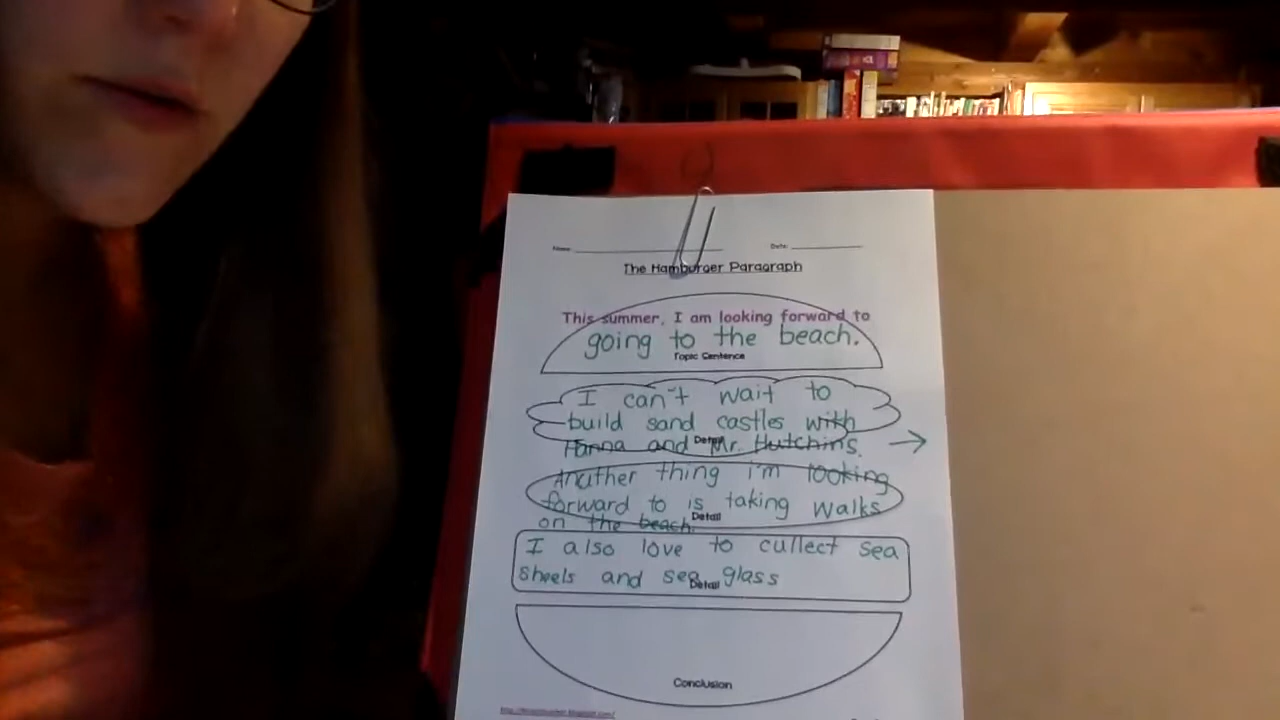 Name
Date
The Hamburger Paragraph
This summer, I am looking forward to
going to the beach.
Topic Sentence
I can't wait to
build sand castles with
Hanna and Mr. Hutchins.
Detail
Another thing i'm looking
forward to is taking walks
on the beach.
Detail
I also love to cullect sea
sheels and sea glass
Detail
Conclusion